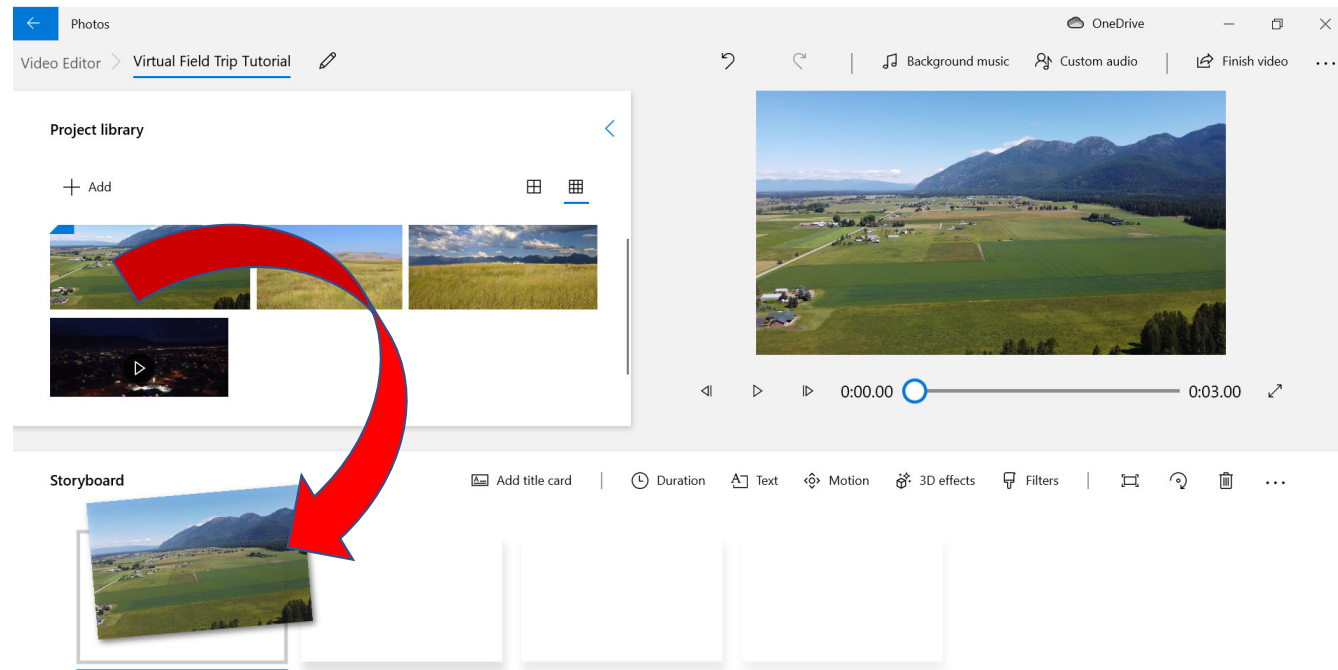 Photos
OneDrive
Video Editor > Virtual Field Trip Tutorial
Background music
Custom audio
Finish video
Project library
Add
0:00.00
0:03.00
Storyboard
Add title card
Duration
Text
Motion
3D effects
Filters